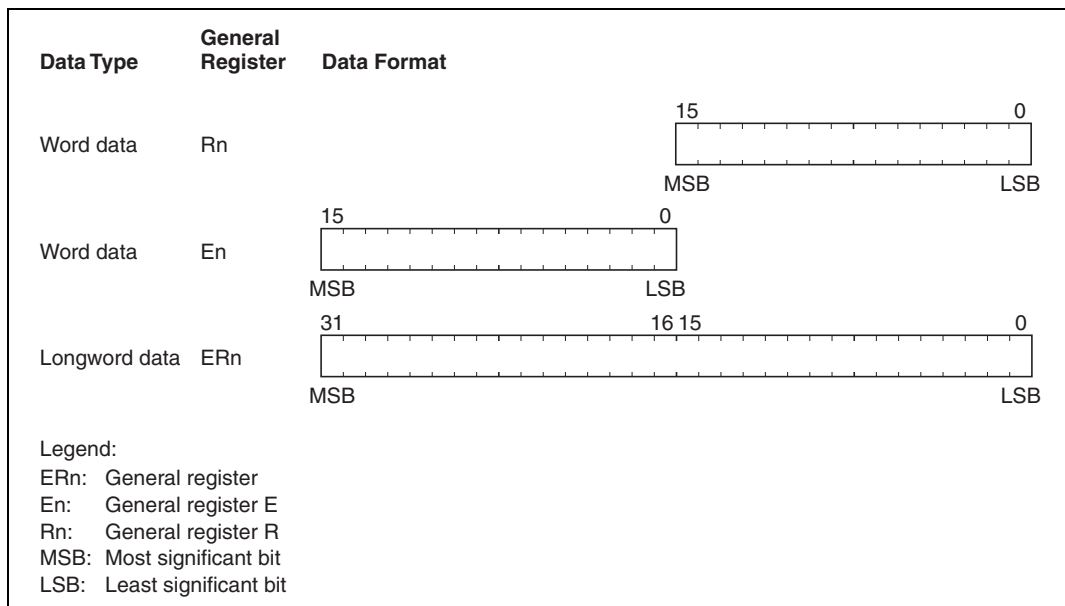 General
Data Type Register Data Format
15 0
Word data Rn
MSB LSB
15 0
Word data En
MSB LSB
31 16 15 0
Longword data ERn
MSB LSB
Legend:
ERn: General register
En: General register E
Rn: General register R
MSB: Most significant bit
LSB: Least significant bit